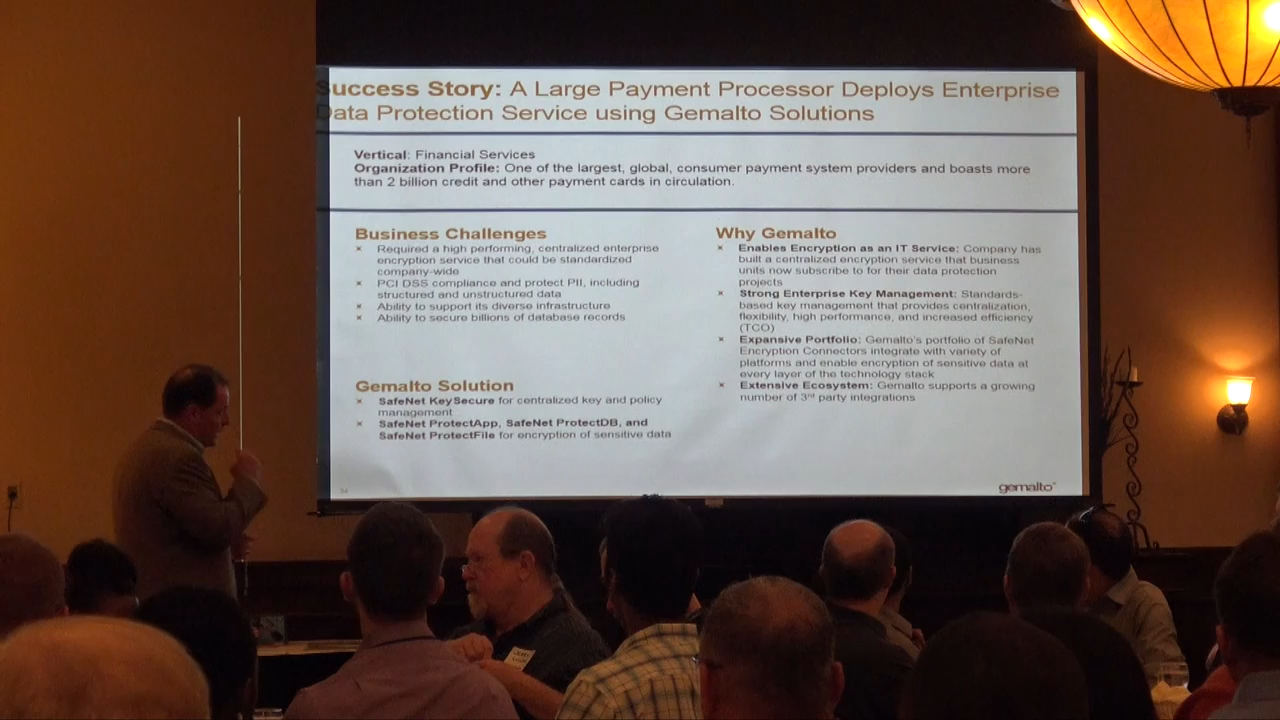 Success Story: A Large Payment Processor Deploys Enterprise
Data Protection Service using Gemalto Solutions
Vertical: Financial Services
Organization Profile: One of the largest, global, consumer payment system providers and boasts more
than 2 billion credit and other payment cards in circulation.
Business Challenges
Required a high performing, centralized enterprise
encryption service that could be standardized
company-wide
PCI DSS compliance and protect PII, including
structured and unstructured data
Ability to support its diverse infrastructure
Ability to secure billions of database records
Gemalto Solution
SafeNet KeySecure for centralized key and policy
management
SafeNet ProtectApp, SafeNet ProtectDB, and
SafeNet ProtectFile for encryption of sensitive data
Why Gemalto
Enables Encryption as an IT Service: Company has
built a centralized encryption service that business
units now subscribe to for their data protection
projects
Strong Enterprise Key Management: Standards-
based key management that provides centralization,
flexibility, high performance, and increased efficiency
(TCO)
Expansive Portfolio: Gemalto's portfolio of SafeNet
Encryption Connectors integrate with variety of
platforms and enable encryption of sensitive data at
every layer of the technology stack
Extensive Ecosystem: Gemalto supports a growing
number of 3rd party integrations
gemalto